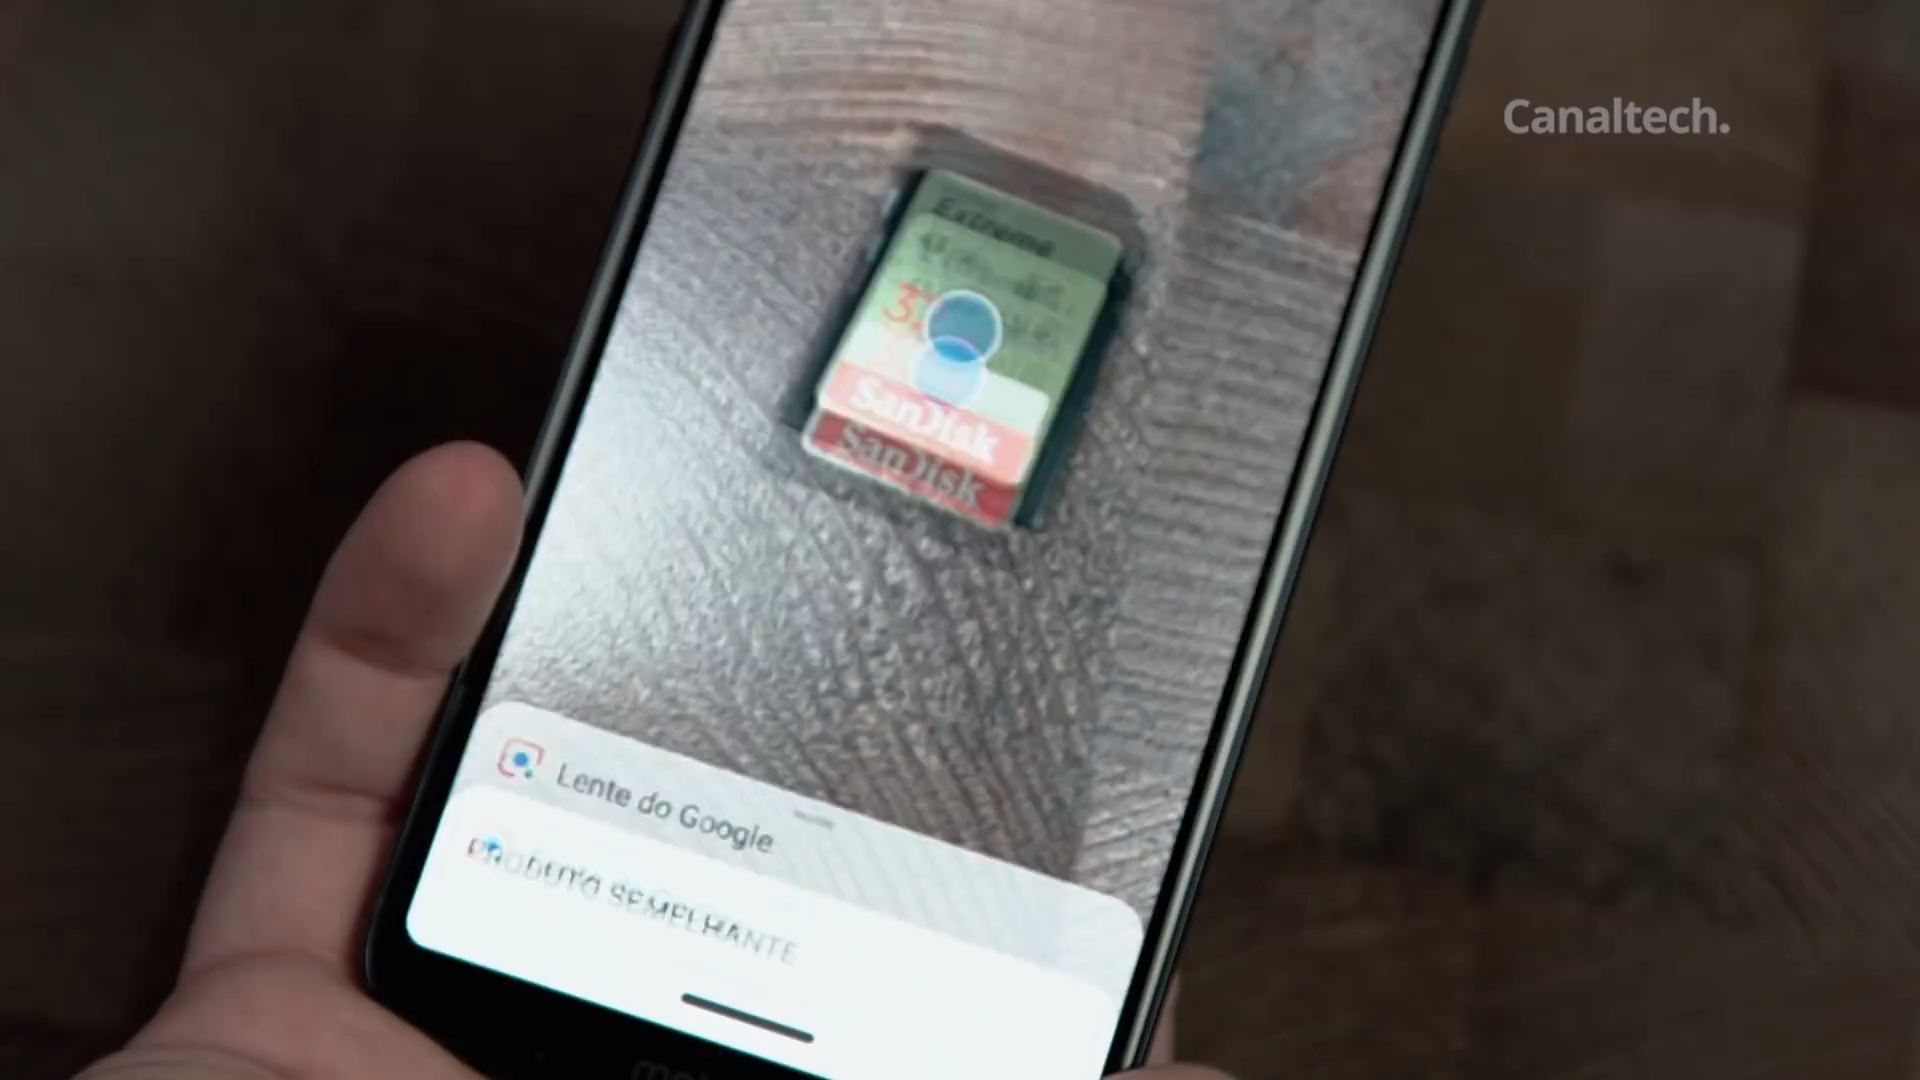 Canaltech.
Extreme
SanDisk
SanDisk
Lente do Google
PRODUTO SEMELHANTE